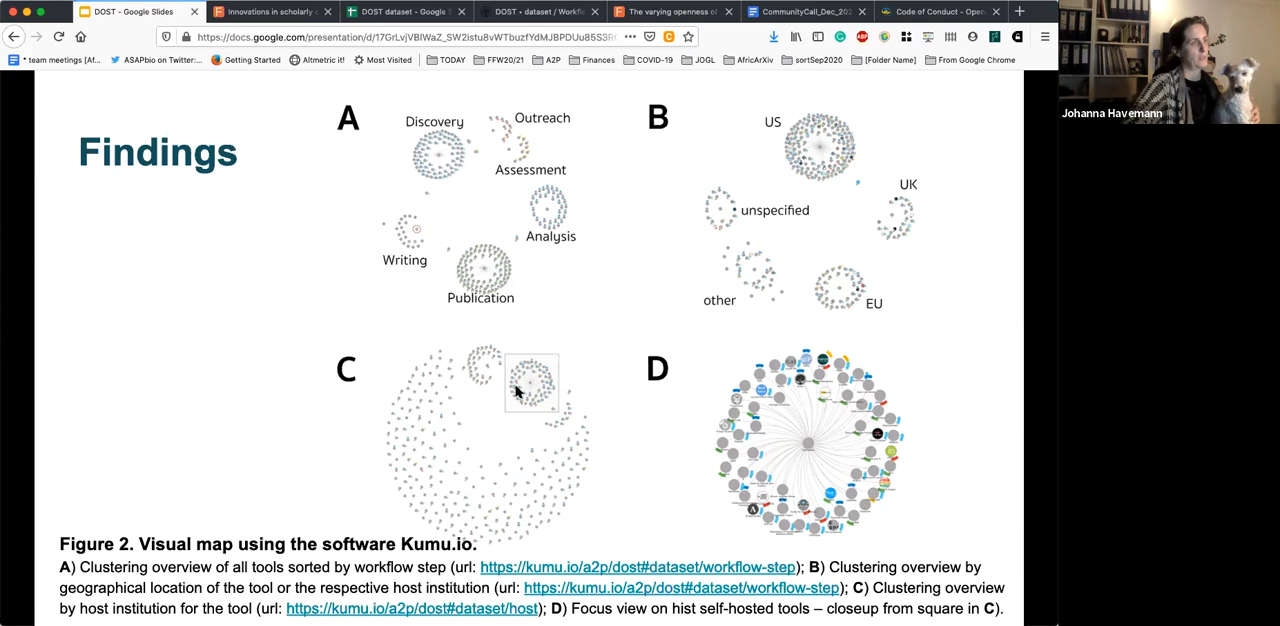 DOST - Google Slides
Innovations in scholarly c
DOST dataset - Google S
DOST • dataset / Workfl
The varying openness of
CommunityCall_Dec_202
Code of Conduct - Open
https://docs.google.com/presentation/d/17GrLvjVBIWaZ_SW2istu8vWTbuzfYdMJBPDUu85S3R
* team meetings [Af...
ASAPbio on Twitter:...
Getting Started
Altmetric it!
Most Visited
TODAY
FFW20/21
A2P
Finances
COVID-19
JOGL
AfricArXiv
sortSep2020
[Folder Name]
From Google Chrome
Johanna Havemann
Findings
A
Discovery
Outreach
Assessment
Analysis
Writing
Publication
B
US
UK
unspecified
other
EU
C
D
Figure 2. Visual map using the software Kumu.io.
A) Clustering overview of all tools sorted by workflow step (url: https://kumu.io/a2p/dost#dataset/workflow-step); B) Clustering overview by
geographical location of the tool or the respective host institution (url: https://kumu.io/a2p/dost#dataset/workflow-step); C) Clustering overview
by host institution for the tool (url: https://kumu.io/a2p/dost#dataset/host); D) Focus view on hist self-hosted tools – closeup from square in C).